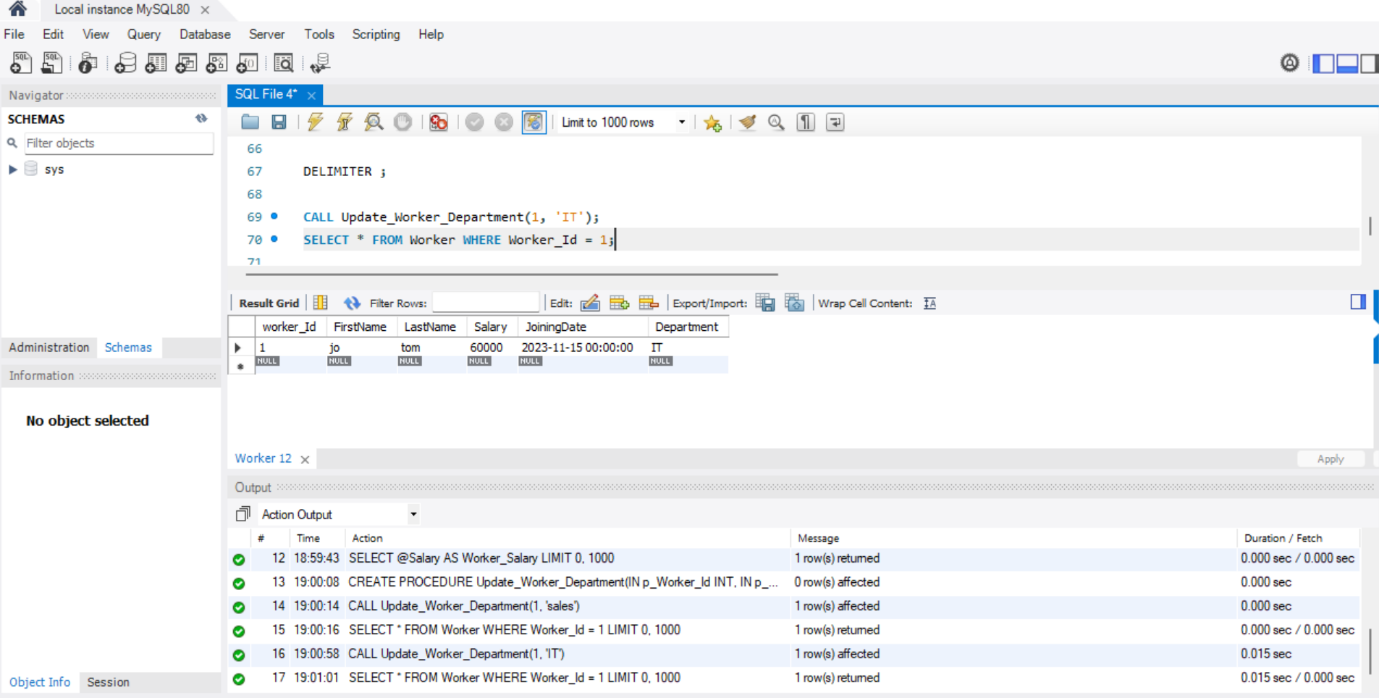 Local instance MySQL80
File Edit View Query Database Server Tools Scripting Help
Navigator
SCHEMAS
Filter objects
sys
Administration Schemas
Information
No object selected
Object Info Session
SQL File 4*
Limit to 1000 rows
66
67 DELIMITER ;
68
69 CALL Update_Worker_Department(1, 'IT');
70 SELECT * FROM Worker WHERE Worker_Id = 1;
71
Result Grid Filter Rows: Edit: Export/Import: Wrap Cell Content: IA
worker_Id FirstName LastName Salary JoiningDate Department
1 jo tom 60000 2023-11-15 00:00:00 IT
NULL NULL NULL NULL NULL NULL
Worker 12
Apply
Output
Action Output
# Time Action Message Duration / Fetch
12 18:59:43 SELECT @Salary AS Worker_Salary LIMIT 0, 1000 1 row(s) returned 0.000 sec / 0.000 sec
13 19:00:08 CREATE PROCEDURE Update_Worker_Department(IN p_Worker_Id INT, IN p_... 0 row(s) affected 0.000 sec
14 19:00:14 CALL Update_Worker_Department(1, 'sales') 1 row(s) affected 0.000 sec
15 19:00:16 SELECT * FROM Worker WHERE Worker_Id = 1 LIMIT 0, 1000 1 row(s) returned 0.000 sec / 0.000 sec
16 19:00:58 CALL Update_Worker_Department(1, 'IT') 1 row(s) affected 0.015 sec
17 19:01:01 SELECT * FROM Worker WHERE Worker_Id = 1 LIMIT 0, 1000 1 row(s) returned 0.015 sec / 0.000 sec